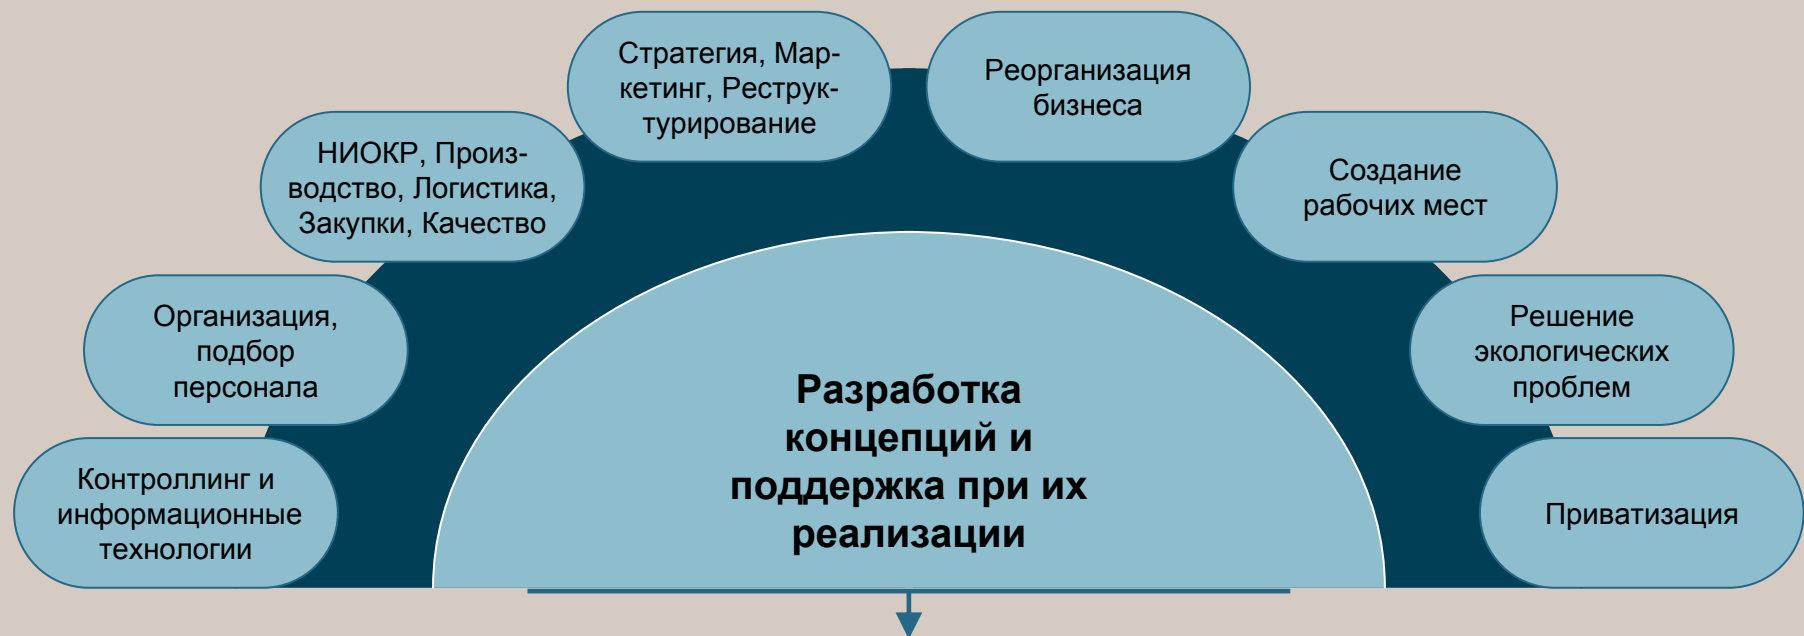 Стратегия, Мар-
кетинг, Реструк-
турирование
Реорганизация
бизнеса
НИОКР, Произ-
водство, Логистика,
Закупки, Качество
Создание
рабочих мест
Организация,
подбор
персонала
Решение
экологических
проблем
Контроллинг и
информационные
технологии
Разработка
концепций и
поддержка при их
реализации
Приватизация